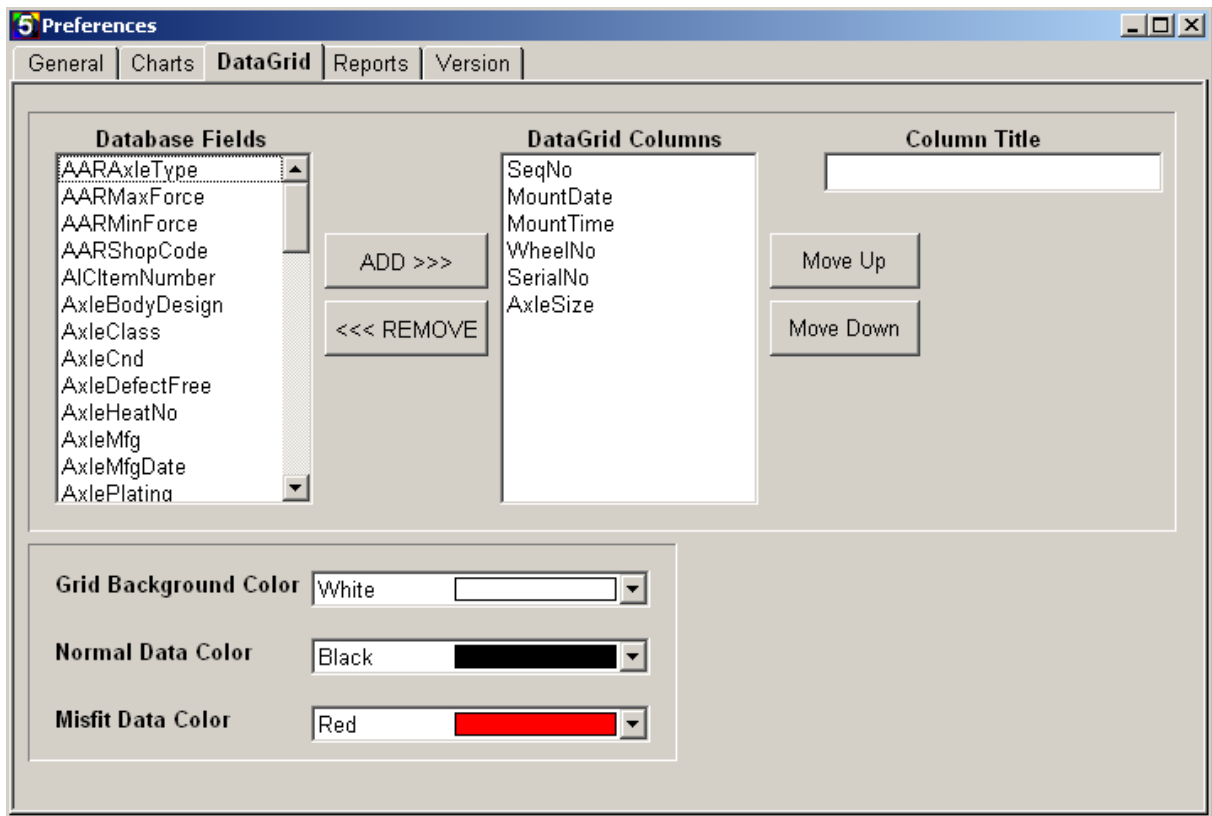 5 Preferences
General Charts DataGrid Reports Version
Database Fields
AARAxleType
AARMaxForce
AARMinForce
AARShopCode
AICItemNumber
AxleBodyDesign
AxleClass
AxleCnd
AxleDefectFree
AxleHeatNo
AxleMfg
AxleMfgDate
AxlePlating
ADD >>>
<<< REMOVE
DataGrid Columns
SeqNo
MountDate
MountTime
WheelNo
SerialNo
AxleSize
Column Title
Move Up
Move Down
Grid Background Color White
Normal Data Color Black
Misfit Data Color Red